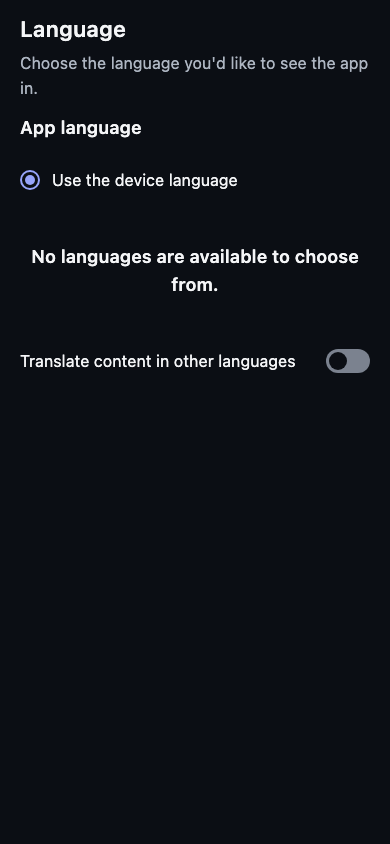 Language
Choose the language you'd like to see the app
in.
App language
Use the device language
No languages are available to choose
from.
Translate content in other languages